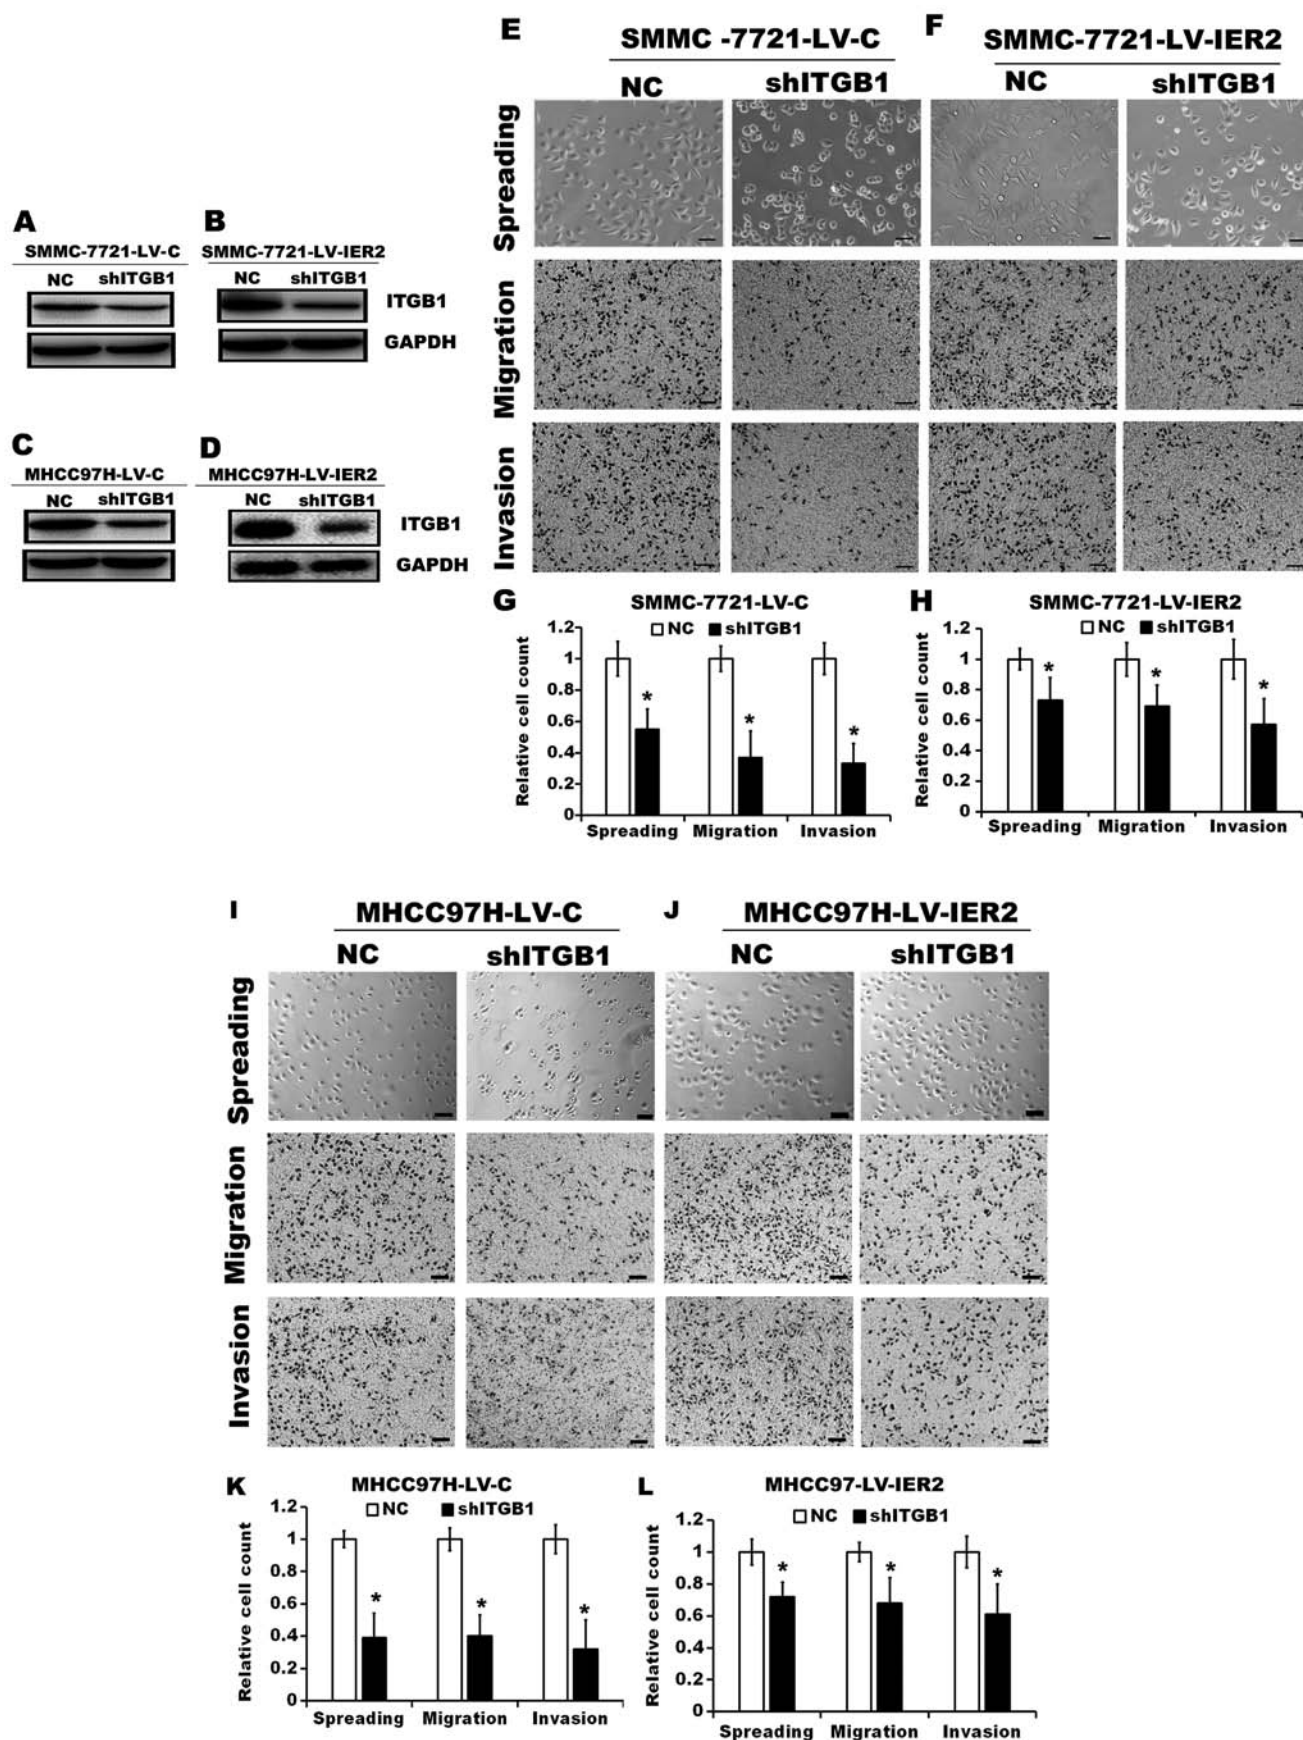 A
SMMC-7721-LV-C
NC shITGB1
B
SMMC-7721-LV-IER2
NC shITGB1
ITGB1
GAPDH
C
MHCC97H-LV-C
NC shITGB1
D
MHCC97H-LV-IER2
NC shITGB1
ITGB1
GAPDH
E
SMMC -7721-LV-C
NC shITGB1
F
SMMC-7721-LV-IER2
NC shITGB1
Spreading
Migration
Invasion
G
SMMC-7721-LV-C
NC shITGB1
Relative cell count
1.2
1
0.8
0.6
0.4
0.2
0
* * *
Spreading Migration Invasion
H
SMMC-7721-LV-IER2
NC shITGB1
Relative cell count
1.2
1
0.8
0.6
0.4
0.2
0
* * *
Spreading Migration Invasion
I
MHCC97H-LV-C
NC shITGB1
J
MHCC97H-LV-IER2
NC shITGB1
Spreading
Migration
Invasion
K
MHCC97H-LV-C
NC shITGB1
Relative cell count
1.2
1
0.8
0.6
0.4
0.2
0
* * *
Spreading Migration Invasion
L
MHCC97-LV-IER2
NC shITGB1
Relative cell count
1.2
1
0.8
0.6
0.4
0.2
0
* * *
Spreading Migration Invasion